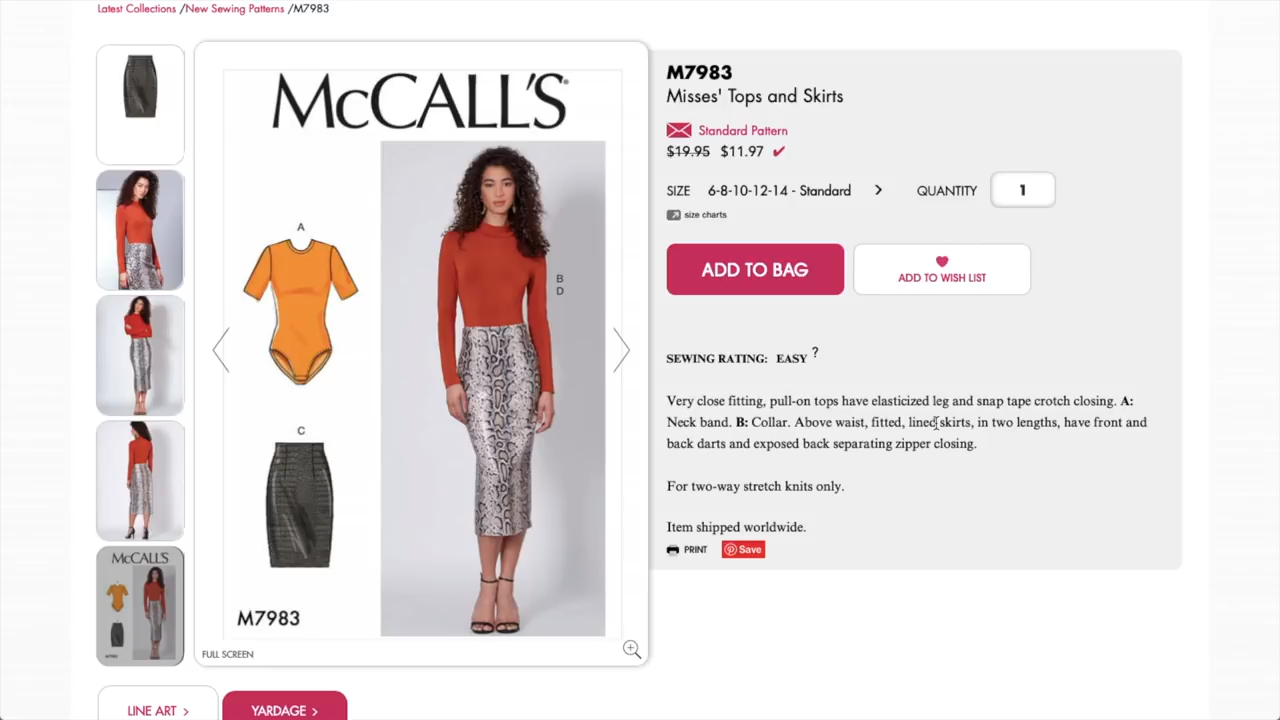 Latest Collections /New Sewing Patterns /M7983
McCALL'S®
A
B
D
C
M7983
FULL SCREEN
McCALL'S
M7983
Misses' Tops and Skirts
Standard Pattern
$19.95 $11.97 ✔
SIZE 6-8-10-12-14 - Standard > QUANTITY 1
size charts
ADD TO BAG
ADD TO WISH LIST
SEWING RATING: EASY ?
Very close fitting, pull-on tops have elasticized leg and snap tape crotch closing. A:
Neck band. B: Collar. Above waist, fitted, lined skirts, in two lengths, have front and
back darts and exposed back separating zipper closing.
For two-way stretch knits only.
Item shipped worldwide.
PRINT Save
LINE ART >
YARDAGE >